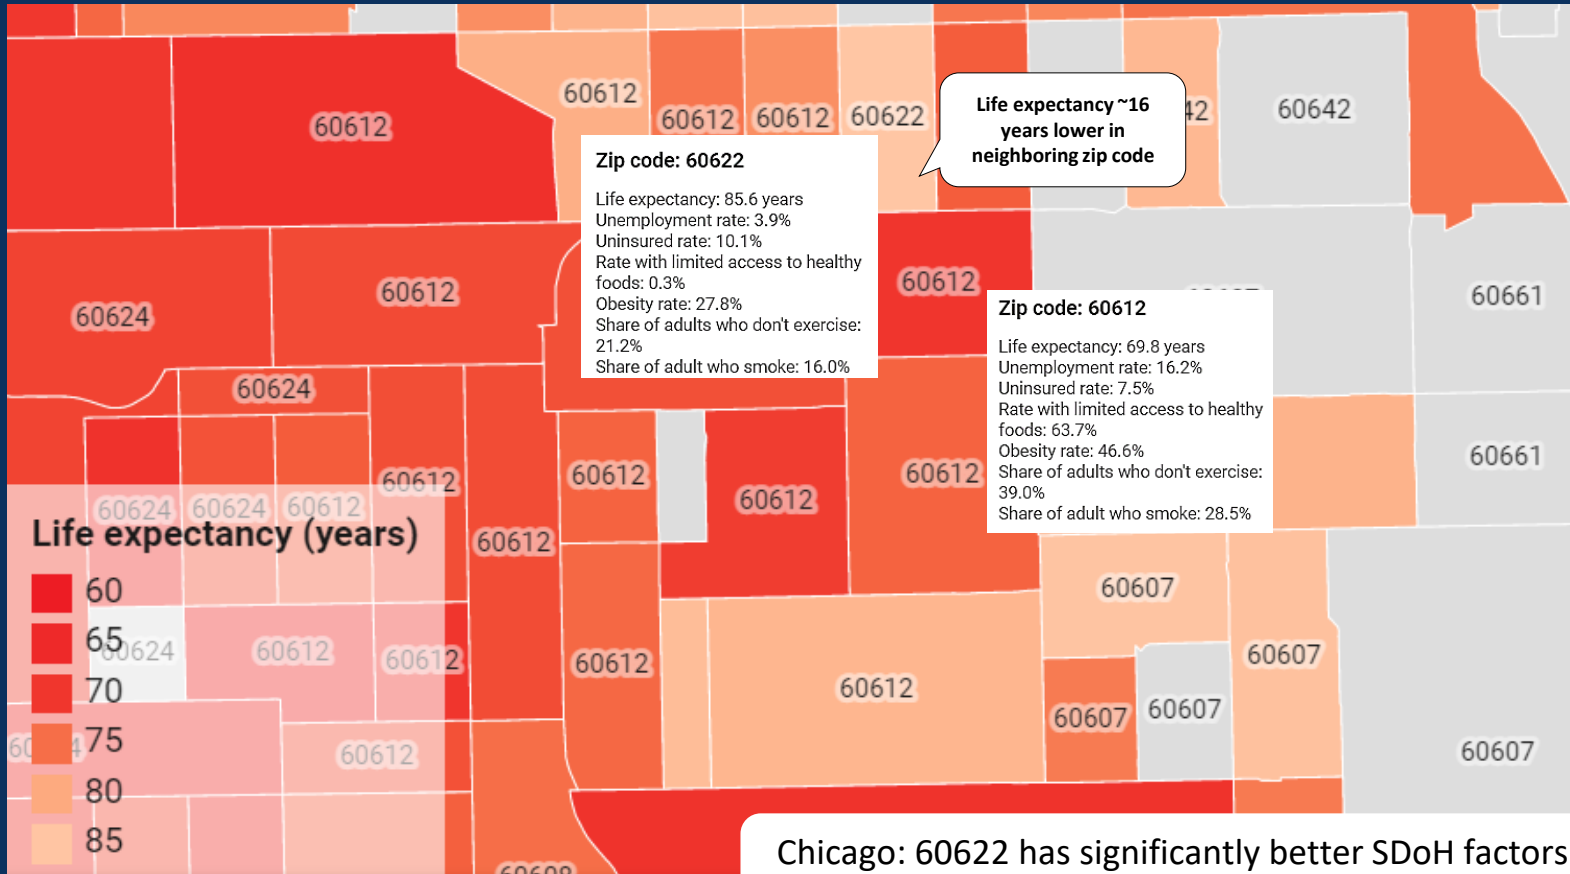 60612
60612
60612
60612
60622
42
60642
Life expectancy ~16
years lower in
neighboring zip code
Zip code: 60622
Life expectancy: 85.6 years
Unemployment rate: 3.9%
Uninsured rate: 10.1%
Rate with limited access to healthy
foods: 0.3%
Obesity rate: 27.8%
Share of adults who don't exercise:
21.2%
Share of adult who smoke: 16.0%
60624
60612
60612
60661
Zip code: 60612
Life expectancy: 69.8 years
Unemployment rate: 16.2%
Uninsured rate: 7.5%
Rate with limited access to healthy
foods: 63.7%
Obesity rate: 46.6%
Share of adults who don't exercise:
39.0%
Share of adult who smoke: 28.5%
60624
60612
60612
60612
60612
60661
60624
60624
60612
60612
Life expectancy (years)
60
65
70
75
80
85
60624
60612
60612
60612
60612
60612
60607
60607
60607
60607
60607
Chicago: 60622 has significantly better SDoH factors